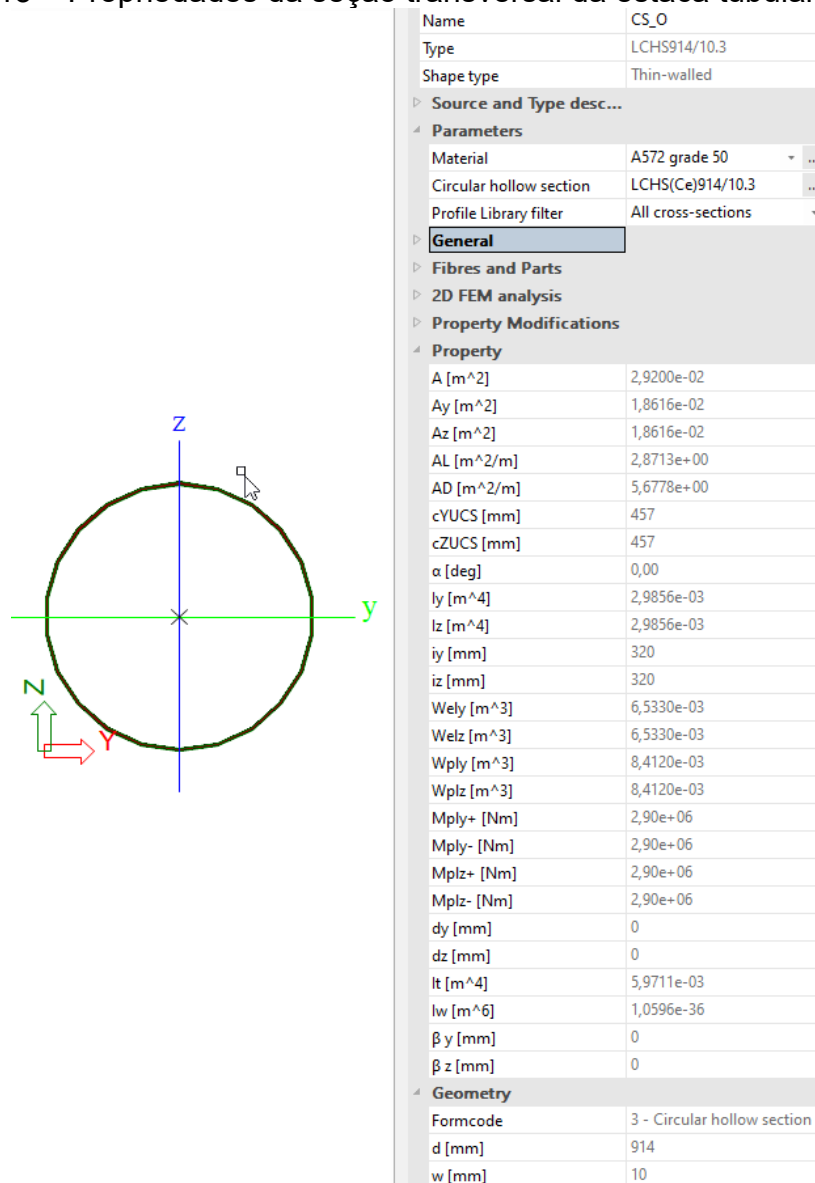 Propriedades da seção transversal da estaca tubular
Name CS_O
Type LCHS914/10.3
Shape type Thin-walled
Source and Type desc...
Parameters
Material A572 grade 50 ...
Circular hollow section LCHS(Ce)914/10.3 ...
Profile Library filter All cross-sections
General
Fibres and Parts
2D FEM analysis
Property Modifications
Property
A [m^2] 2,9200e-02
Ay [m^2] 1,8616e-02
Az [m^2] 1,8616e-02
AL [m^2/m] 2,8713e+00
AD [m^2/m] 5,6778e+00
cYUCS [mm] 457
cZUCS [mm] 457
α [deg] 0,00
Iy [m^4] 2,9856e-03
Iz [m^4] 2,9856e-03
iy [mm] 320
iz [mm] 320
Wely [m^3] 6,5330e-03
Welz [m^3] 6,5330e-03
Wply [m^3] 8,4120e-03
Wplz [m^3] 8,4120e-03
Mply+ [Nm] 2,90e+06
Mply- [Nm] 2,90e+06
Mplz+ [Nm] 2,90e+06
Mplz- [Nm] 2,90e+06
dy [mm] 0
dz [mm] 0
It [m^4] 5,9711e-03
Iw [m^6] 1,0596e-36
β y [mm] 0
β z [mm] 0
Geometry
Formcode 3 - Circular hollow section
d [mm] 914
w [mm] 10
z
y
Z
Y